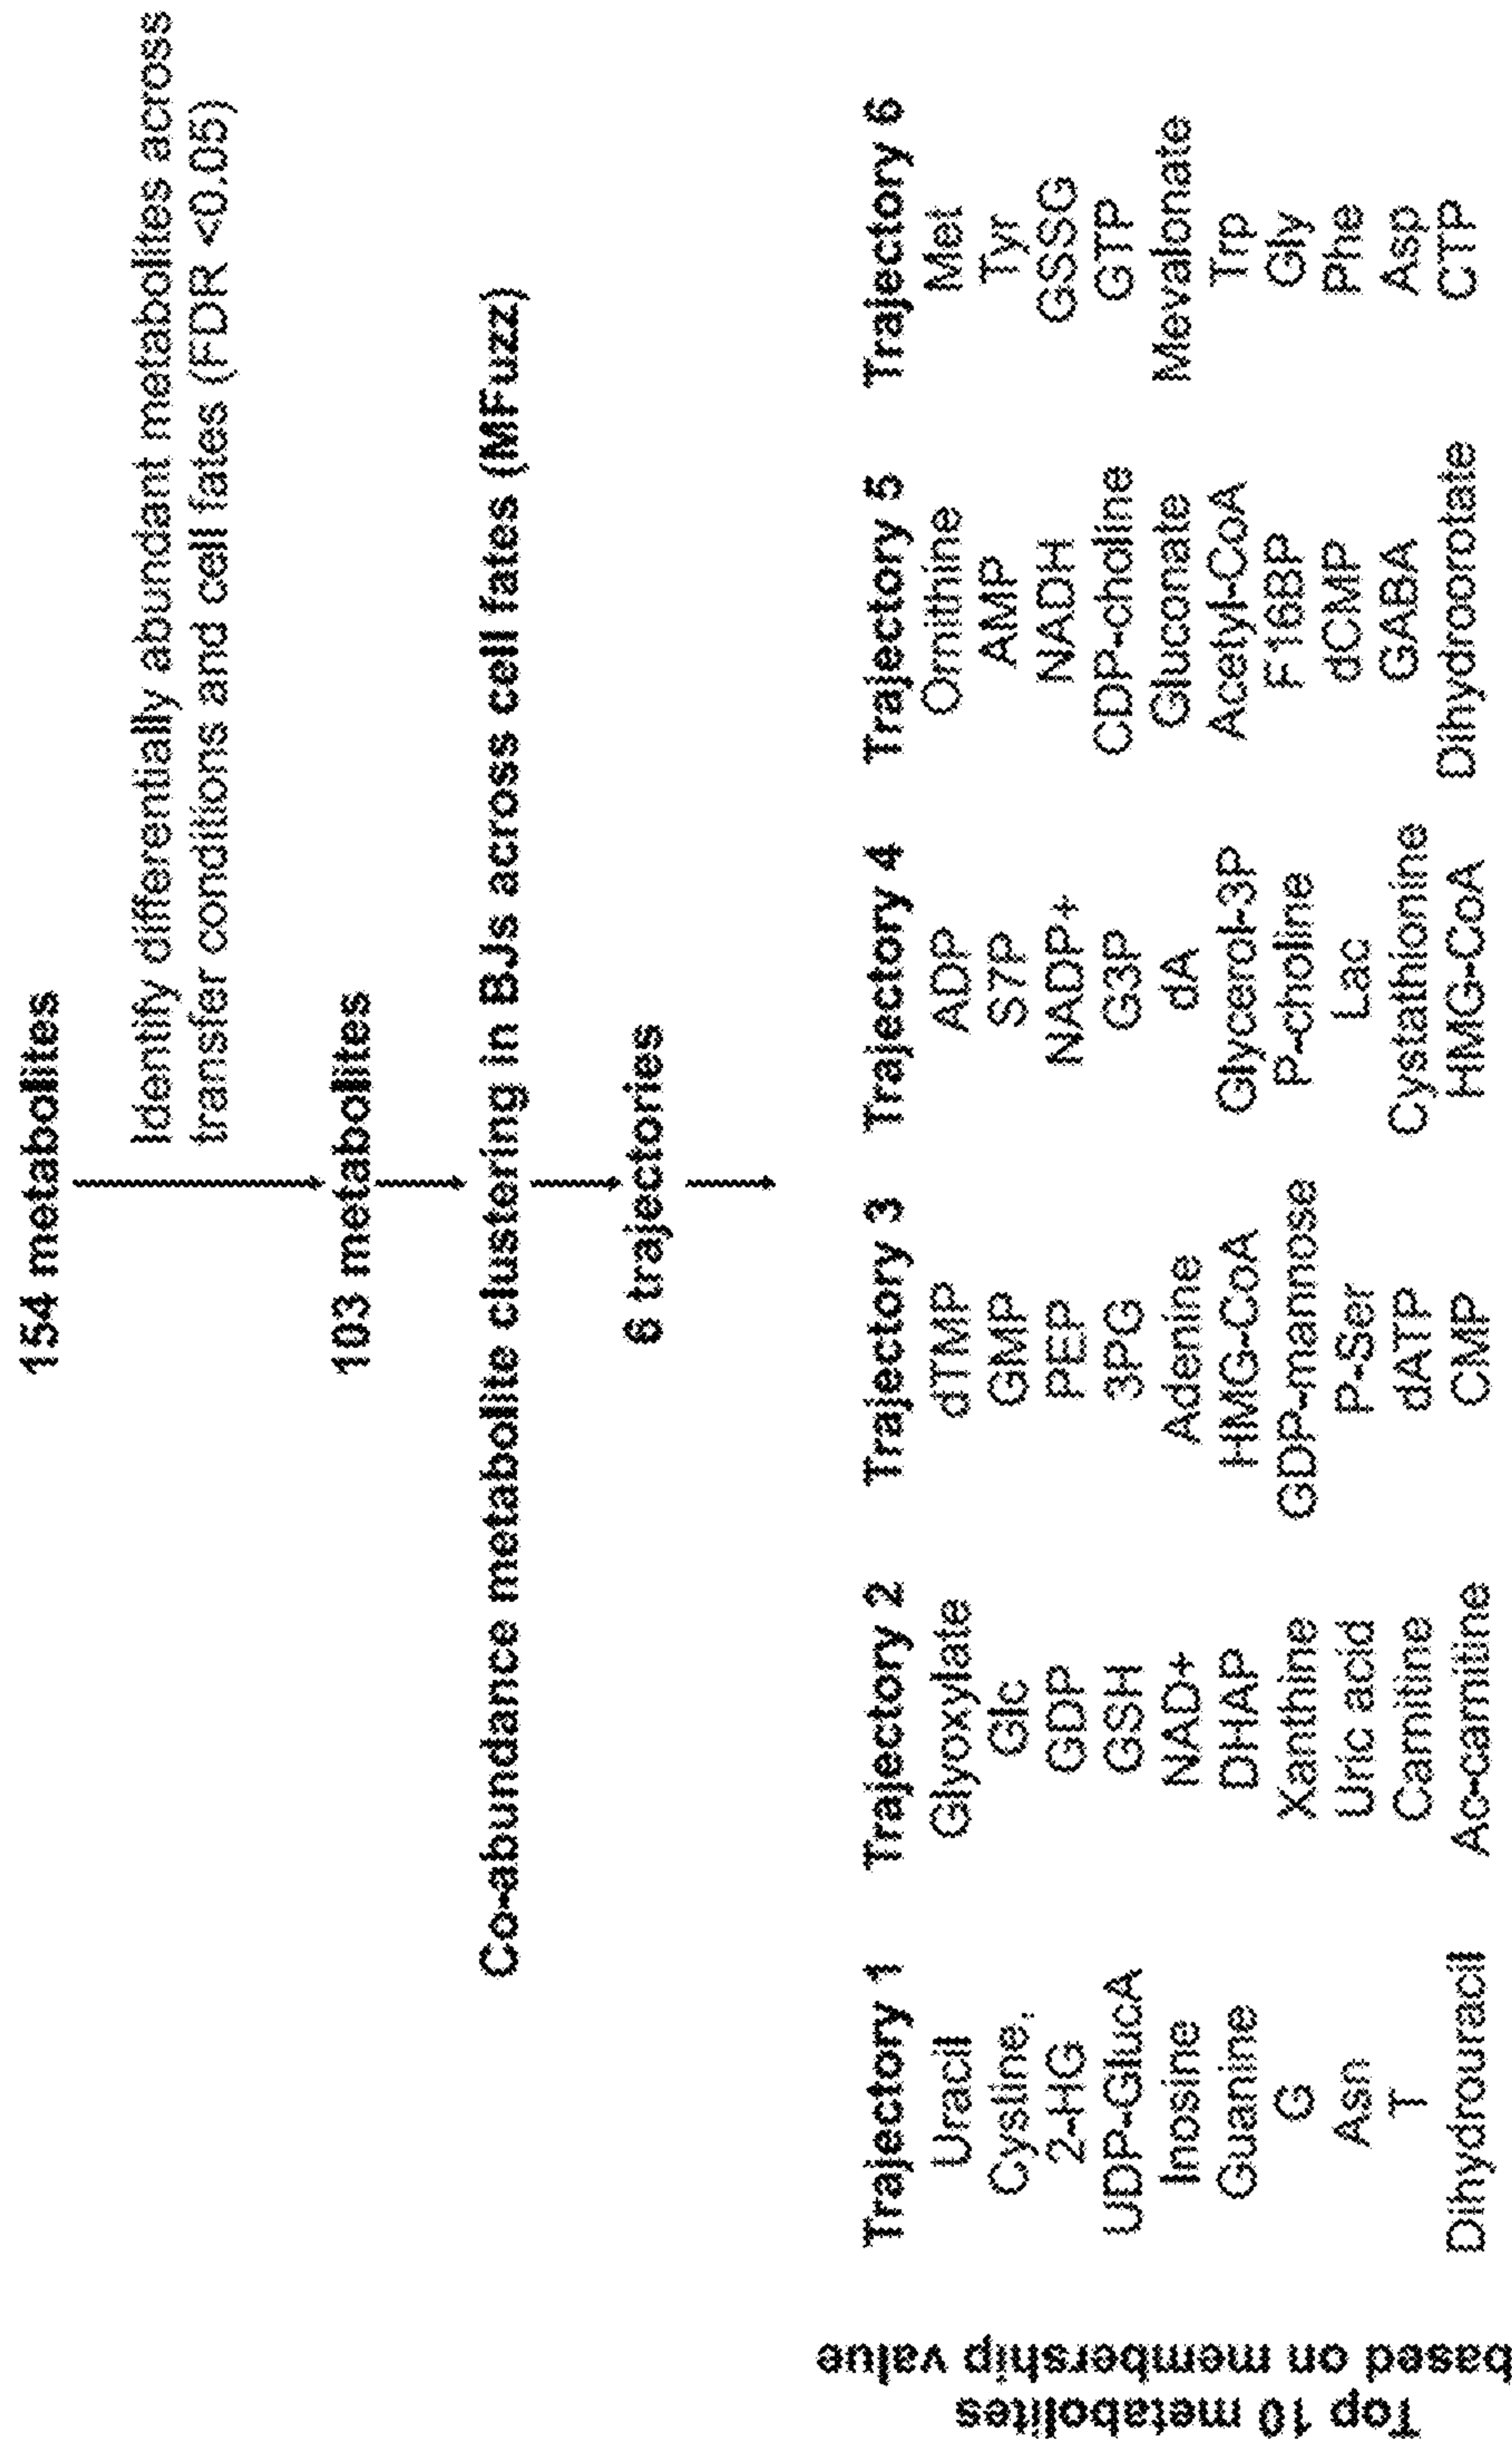 154 metabolites
Identify differentially abundant metabolites across
transfer conditions and cell fates (FDR <0.05)
103 metabolites
Co-abundance metabolite clustering in BJs across cell fates (MFuzz)
6 trajectories
Top 10 metabolites
based on membership value
Trajectory 1
Uracil
Cystine,
2-HG
UDP-GlucA
Inosine
Guanine
G
Asn
T
Dihydrouracil
Trajectory 2
Glyoxylate
Glc
GDP
GSH
NAD+
DHAP
Xanthine
Uric acid
Carnitine
Ac-carnitine
Trajectory 3
dTMP
GMP
PEP
3PG
Adenine
HMG-CoA
GDP-mannose
P-Ser
dATP
CMP
Trajectory 4
ADP
S7P
NADP+
G3P
dA
Glycerol-3P
P-choline
Lac
Cystathionine
HMG-CoA
Trajectory 5
Ornithine
AMP
NADH
CDP-choline
Gluconate
Acetyl-CoA
F16BP
dCMP
GABA
Dihydroorotate
Trajectory 6
Met
Tyr
GSSG
GTP
Mevalonate
Trp
Gly
Phe
Asp
CTP